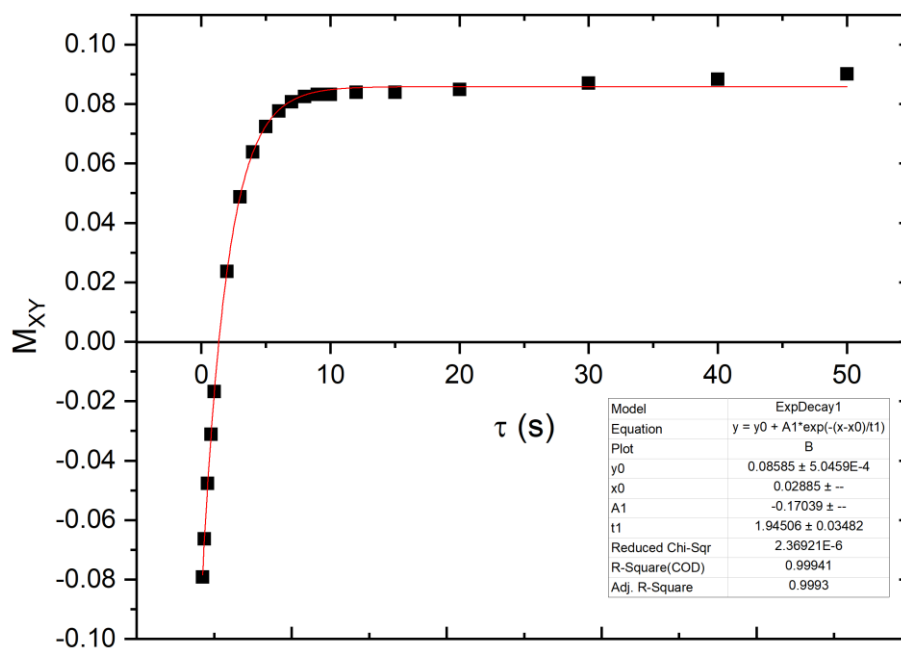 0.10
0.08
0.06
0.04
0.02
0.00
-0.02
-0.04
-0.06
-0.08
-0.10
M_XY
0 10 20 30 40 50
τ (s)
Model ExpDecay1
Equation y = y0 + A1*exp(-(x-x0)/t1)
Plot B
y0 0.08585 ± 5.0459E-4
x0 0.02885 ± --
A1 -0.17039 ± --
t1 1.94506 ± 0.03482
Reduced Chi-Sqr 2.36921E-6
R-Square(COD) 0.99941
Adj. R-Square 0.9993